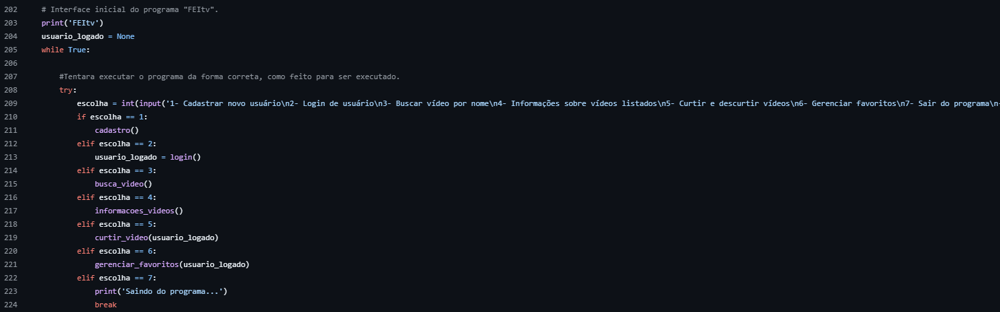 202 # Interface inicial do programa "FEItv".
203 print('FEItv')
204 usuario_logado = None
205 while True:
206
207 #Tentara executar o programa da forma correta, como feito para ser executado.
208 try:
209 escolha = int(input('1- Cadastrar novo usuário\n2- Login de usuário\n3- Buscar vídeo por nome\n4- Informações sobre vídeos listados\n5- Curtir e descurtir vídeos\n6- Gerenciar favoritos\n7- Sair do programa\n-
210 if escolha == 1:
211 cadastro()
212 elif escolha == 2:
213 usuario_logado = login()
214 elif escolha == 3:
215 busca_video()
216 elif escolha == 4:
217 informacoes_videos()
218 elif escolha == 5:
219 curtir_video(usuario_logado)
220 elif escolha == 6:
221 gerenciar_favoritos(usuario_logado)
222 elif escolha == 7:
223 print('Saindo do programa...')
224 break